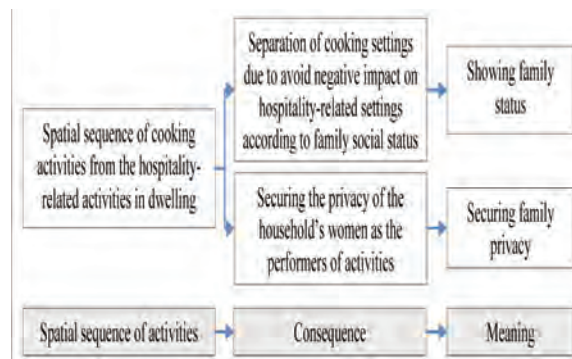 Separation of cooking settings
due to avoid negative impact on
hospitality-related settings
according to family social status
Showing family
status
Spatial sequence of cooking
activities from the hospitality-
related activities in dwelling
Securing the privacy of the
household's women as the
performers of activities
Securing family
privacy
Spatial sequence of activities
Consequence
Meaning